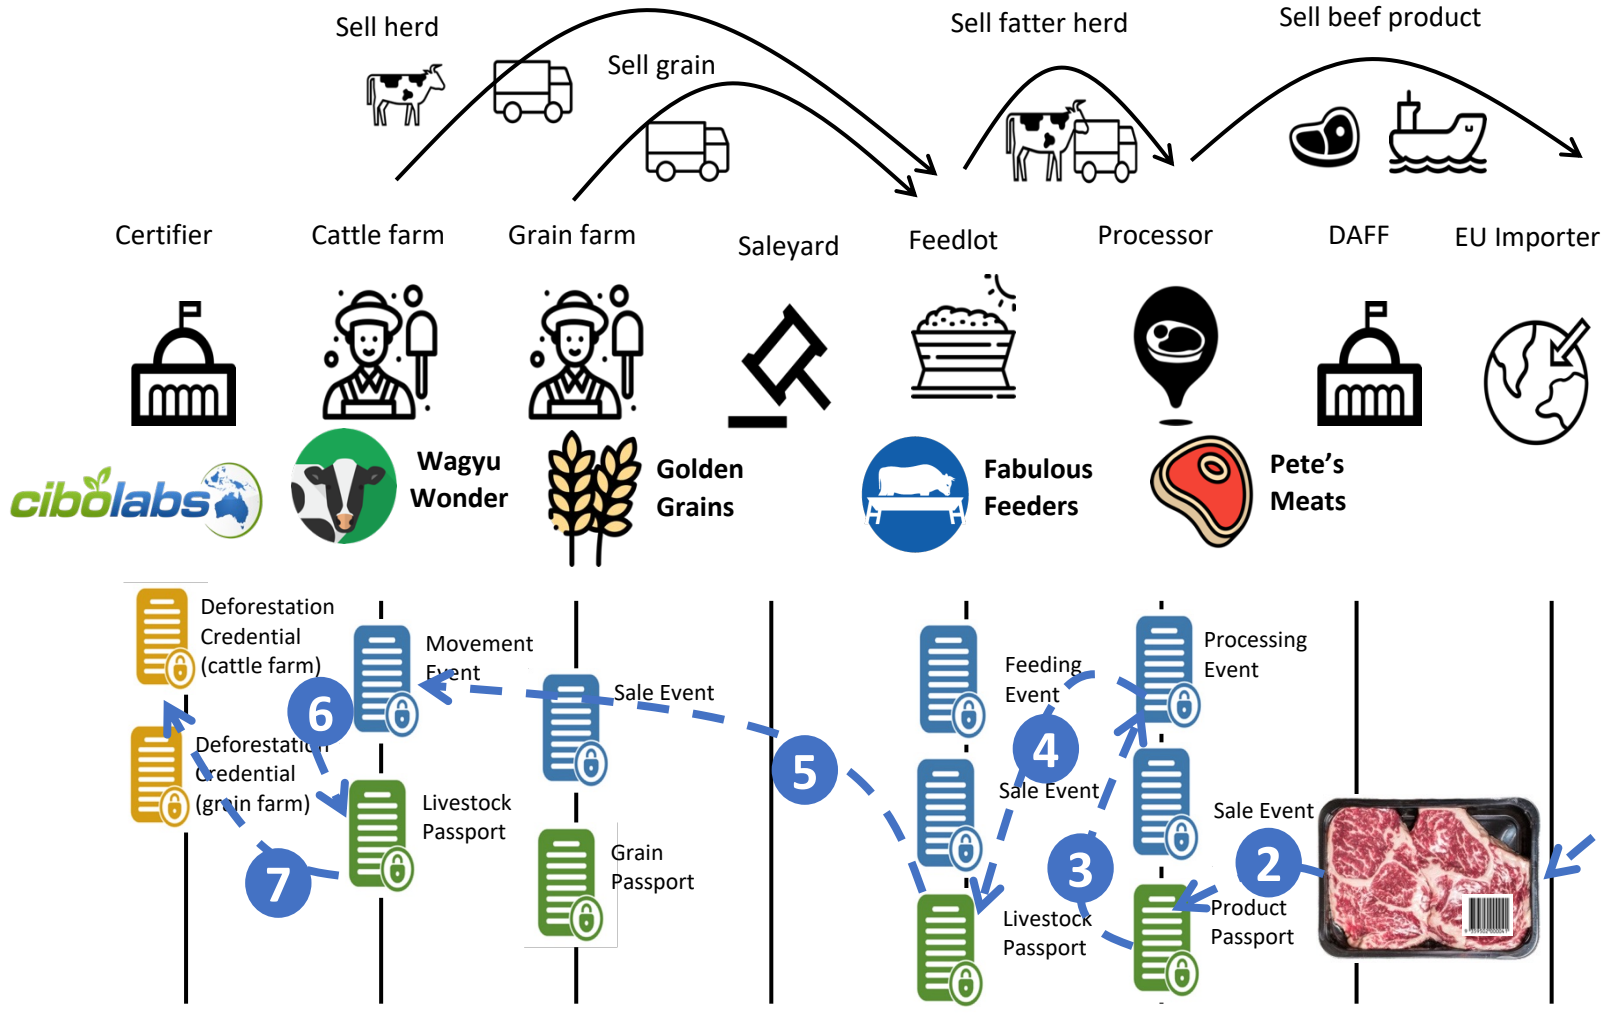 Sell herd
Sell grain
Sell fatter herd
Sell beef product
Certifier
Cattle farm
Grain farm
Saleyard
Feedlot
Processor
DAFF
EU Importer
cibolabs
Wagyu
Wonder
Golden
Grains
Fabulous
Feeders
Pete's
Meats
Deforestation
Credential
(cattle farm)
Deforestation
Credential
(grain farm)
Movement
Event
Livestock
Passport
Sale Event
Grain
Passport
Feeding
Event
Sale Event
Livestock
Passport
Processing
Event
Sale Event
Product
Passport
6
7
5
4
3
2